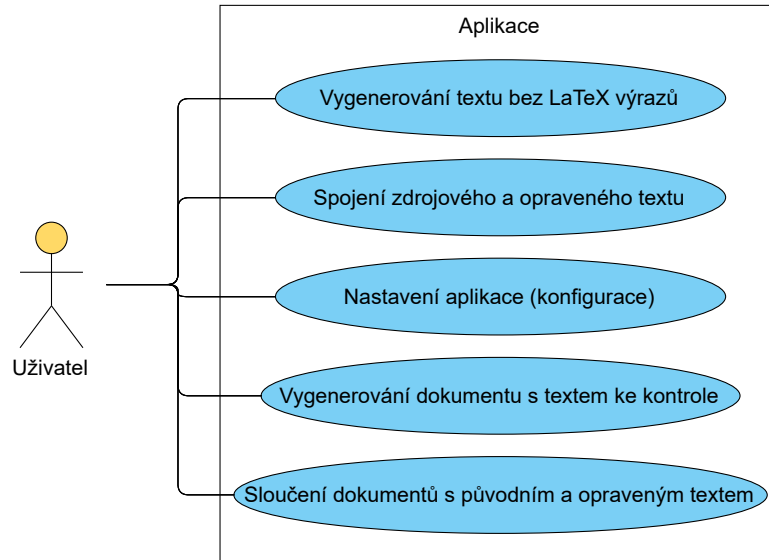 Aplikace
Vygenerování textu bez LaTeX výrazů
Spojení zdrojového a opraveného textu
Nastavení aplikace (konfigurace)
Uživatel
Vygenerování dokumentu s textem ke kontrole
Sloučení dokumentů s původním a opraveným textem